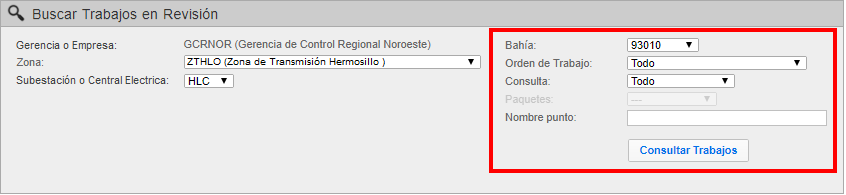 Buscar Trabajos en Revisión
Gerencia o Empresa: GCRNOR (Gerencia de Control Regional Noroeste)
Zona: ZTHLO (Zona de Transmisión Hermosillo )
Subestación o Central Electrica: HLC
Bahía: 93010
Orden de Trabajo: Todo
Consulta: Todo
Paquetes: ---
Nombre punto:
Consultar Trabajos